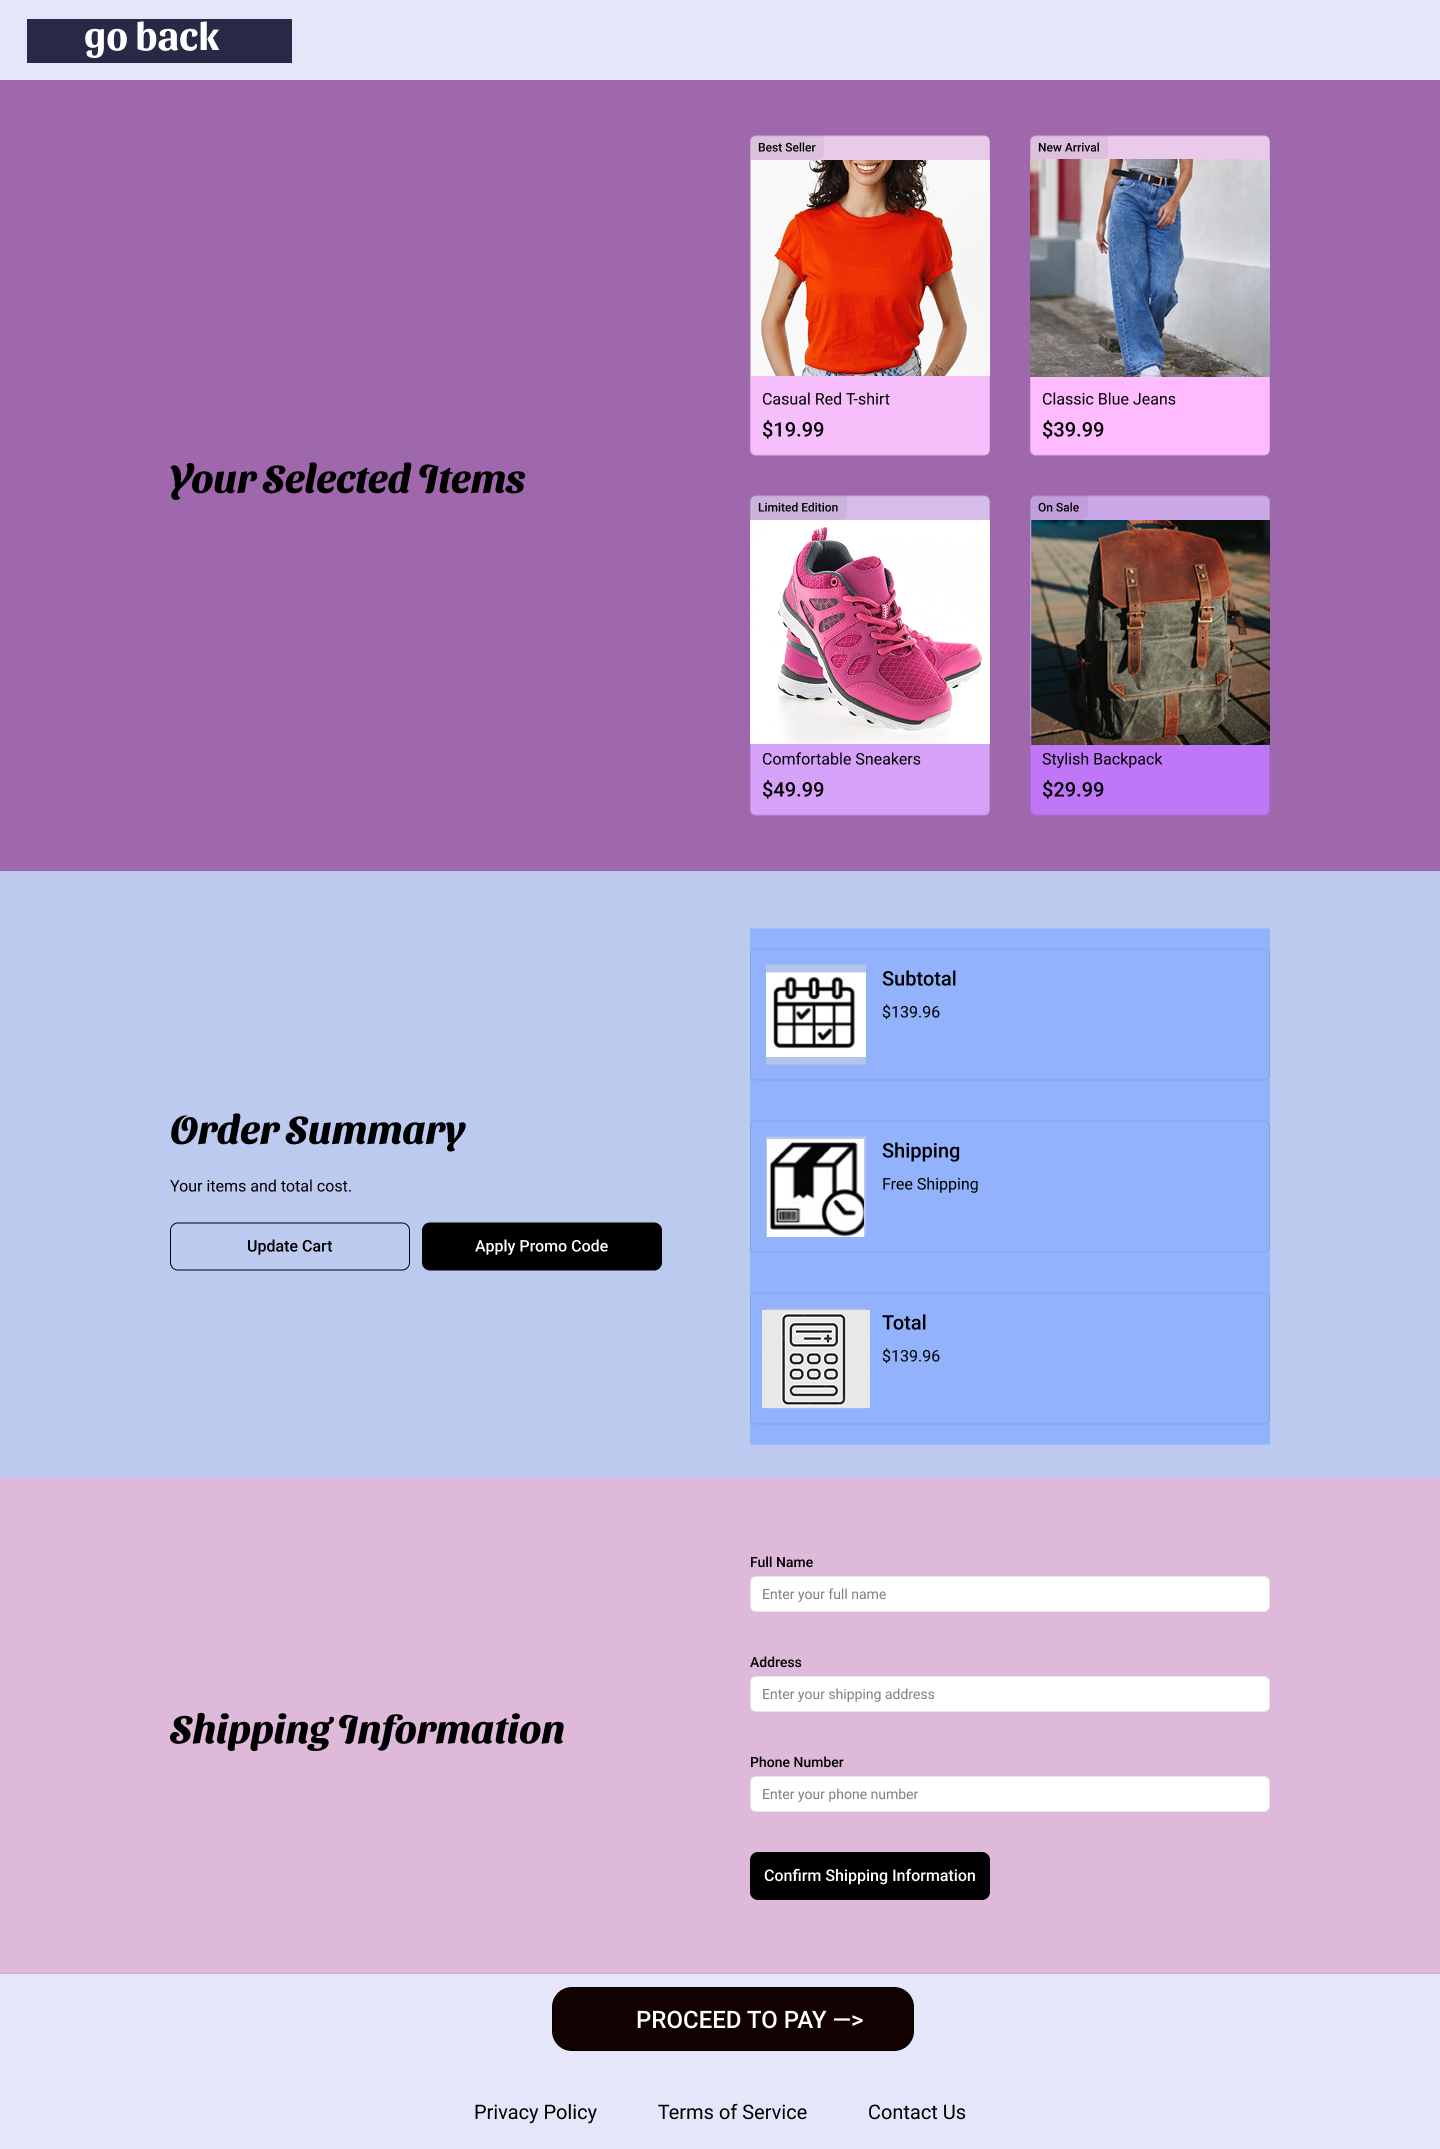 go back
Best Seller
New Arrival
Casual Red T-shirt
$19.99
Classic Blue Jeans
$39.99
Your Selected Items
Limited Edition
On Sale
Comfortable Sneakers
$49.99
Stylish Backpack
$29.99
Subtotal
$139.96
Order Summary
Your items and total cost.
Update Cart
Apply Promo Code
Shipping
Free Shipping
Total
$139.96
Shipping Information
Full Name
Enter your full name
Address
Enter your shipping address
Phone Number
Enter your phone number
Confirm Shipping Information
PROCEED TO PAY —>
Privacy Policy
Terms of Service
Contact Us